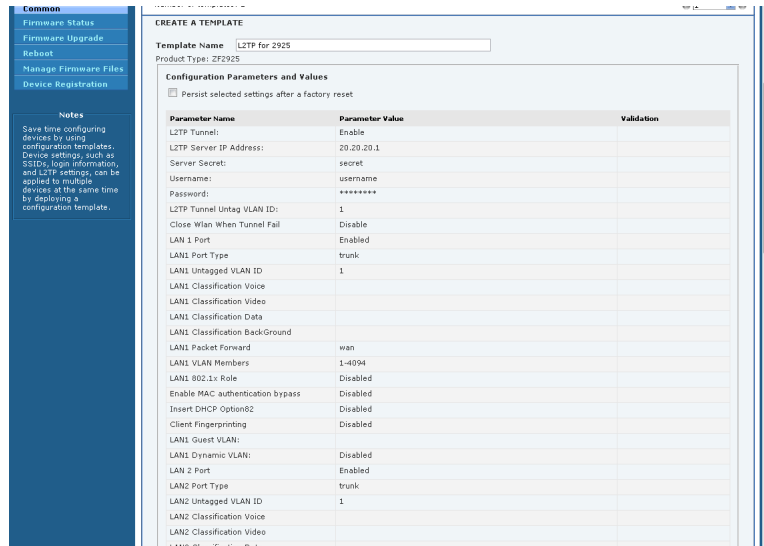 Common
Firmware Status
Firmware Upgrade
Reboot
Manage Firmware Files
Device Registration
Notes
Save time configuring
devices by using
configuration templates.
Device settings, such as
SSIDs, login information,
and L2TP settings, can be
applied to multiple
devices at the same time
by deploying a
configuration template.
CREATE A TEMPLATE
Template Name L2TP for 2925
Product Type: ZF2925
Configuration Parameters and Values
Persist selected settings after a factory reset
Parameter Name Parameter Value Validation
L2TP Tunnel: Enable
L2TP Server IP Address: 20.20.20.1
Server Secret: secret
Username: username
Password: ********
L2TP Tunnel Untag VLAN ID: 1
Close Wlan When Tunnel Fail Disable
LAN 1 Port Enabled
LAN1 Port Type trunk
LAN1 Untagged VLAN ID 1
LAN1 Classification Voice
LAN1 Classification Video
LAN1 Classification Data
LAN1 Classification BackGround
LAN1 Packet Forward wan
LAN1 VLAN Members 1-4094
LAN1 802.1x Role Disabled
Enable MAC authentication bypass Disabled
Insert DHCP Option82 Disabled
Client Fingerprinting Disabled
LAN1 Guest VLAN:
LAN1 Dynamic VLAN: Disabled
LAN 2 Port Enabled
LAN2 Port Type trunk
LAN2 Untagged VLAN ID 1
LAN2 Classification Voice
LAN2 Classification Video